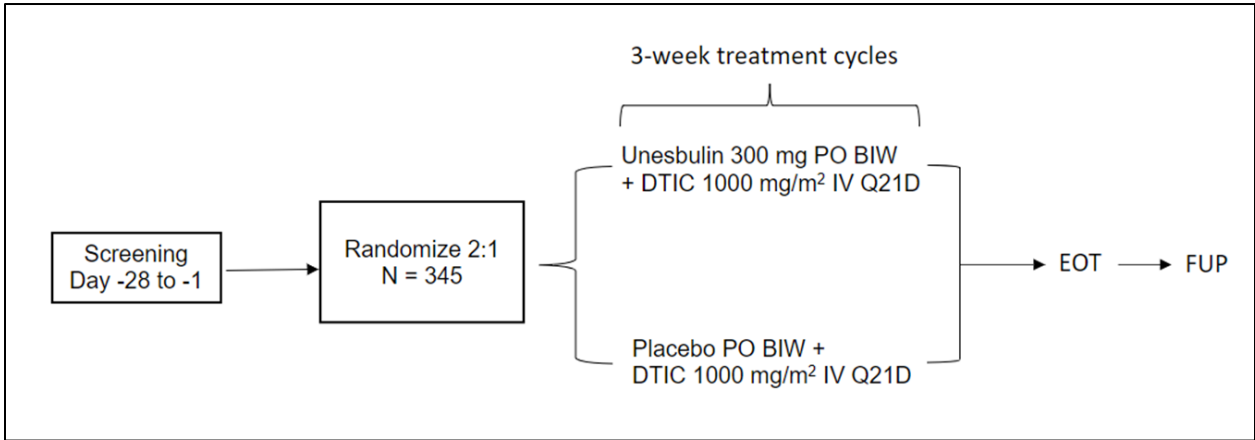 3-week treatment cycles
Unesbulin 300 mg PO BIW
+ DTIC 1000 mg/m² IV Q21D
Screening
Day -28 to -1
Randomize 2:1
N = 345
EOT
FUP
Placebo PO BIW +
DTIC 1000 mg/m² IV Q21D